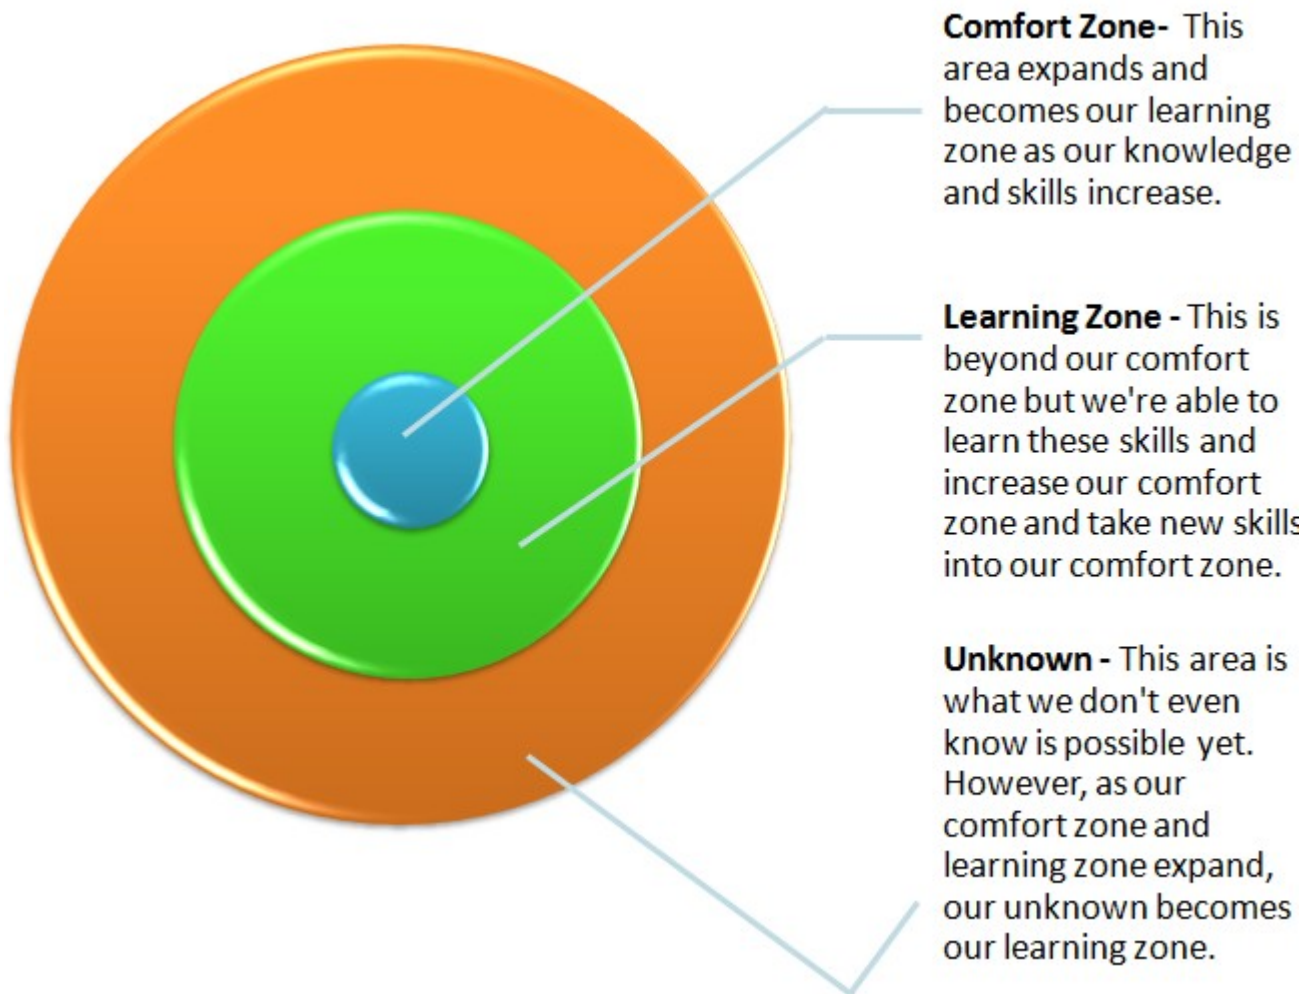 Comfort Zone- This
area expands and
becomes our learning
zone as our knowledge
and skills increase.
Learning Zone - This is
beyond our comfort
zone but we're able to
learn these skills and
increase our comfort
zone and take new skills
into our comfort zone.
Unknown - This area is
what we don't even
know is possible yet.
However, as our
comfort zone and
learning zone expand,
our unknown becomes
our learning zone.